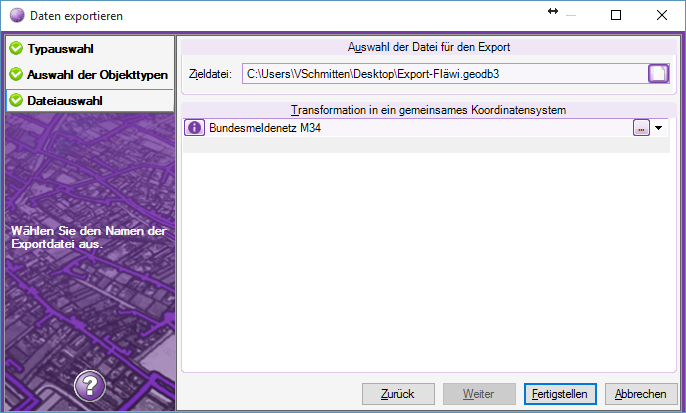 Daten exportieren
Typauswahl
Auswahl der Objekttypen
Dateiauswahl
Wählen Sie den Namen der
Exportdatei aus.
?
Auswahl der Datei für den Export
Zieldatei:
C:\Users\VSchmitten\Desktop\Export-Fläwi.geodb3
Transformation in ein gemeinsames Koordinatensystem
Bundesmeldenetz M34
...
Zurück
Weiter
Fertigstellen
Abbrechen